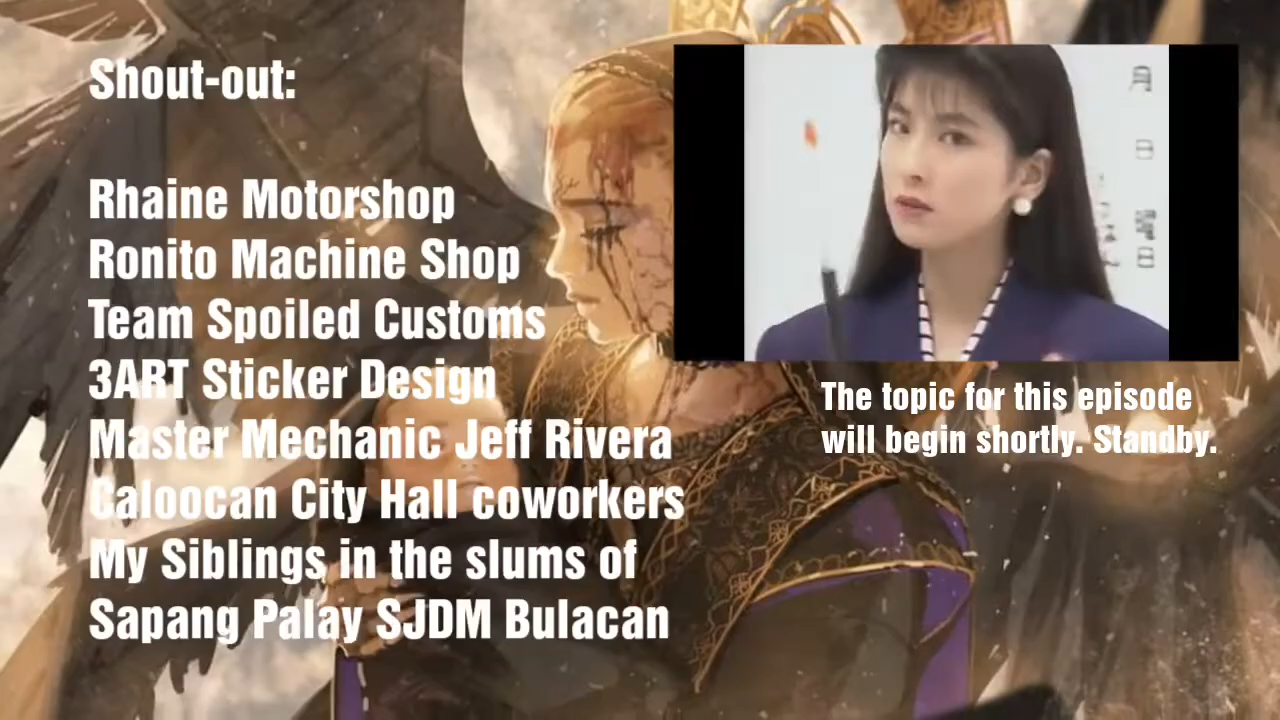 Shout-out:
Rhaine Motorshop
Ronito Machine Shop
Team Spoiled Customs
3ART Sticker Design
Master Mechanic Jeff Rivera
Caloocan City Hall coworkers
My Siblings in the slums of
Sapang Palay SJDM Bulacan
月
日
曜
日
The topic for this episode
will begin shortly. Standby.